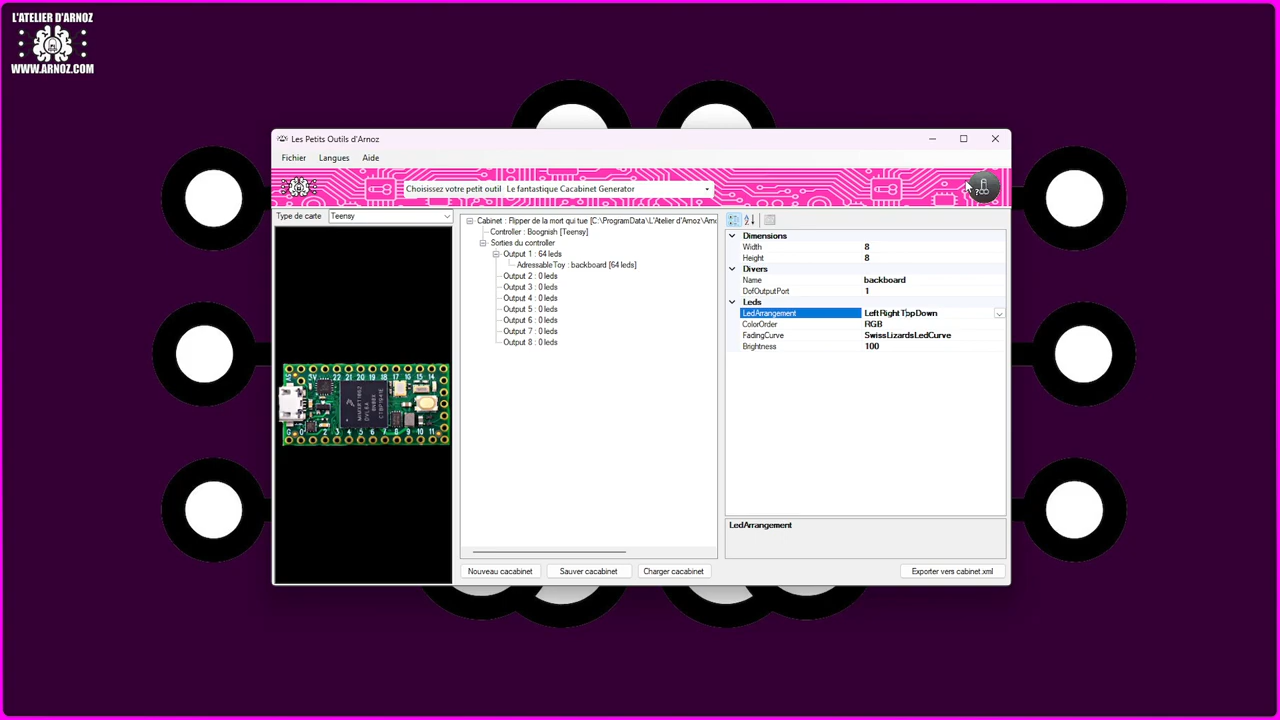 L'ATELIER D'ARNOZ
WWW.ARNOZ.COM
Les Petits Outils d'Arnoz
Fichier Langues Aide
Choisissez votre petit outil Le fantastique Cacabinet Generator
Type de carte Teensy
Cabinet : Flipper de la mort qui tue [C:\ProgramData\L'Atelier d'Arnoz\Arno
Controller : Boognish [Teensy]
Sorties du controller
Output 1 : 64 leds
AdressableToy : backboard [64 leds]
Output 2 : 0 leds
Output 3 : 0 leds
Output 4 : 0 leds
Output 5 : 0 leds
Output 6 : 0 leds
Output 7 : 0 leds
Output 8 : 0 leds
Dimensions
Width 8
Height 8
Divers
Name backboard
DofOutputPort 1
Leds
LedArrangement LeftRightTopDown
ColorOrder RGB
FadingCurve SwissLizardsLedCurve
Brightness 100
LedArrangement
Nouveau cacabinet Sauver cacabinet Charger cacabinet Exporter vers cabinet xml